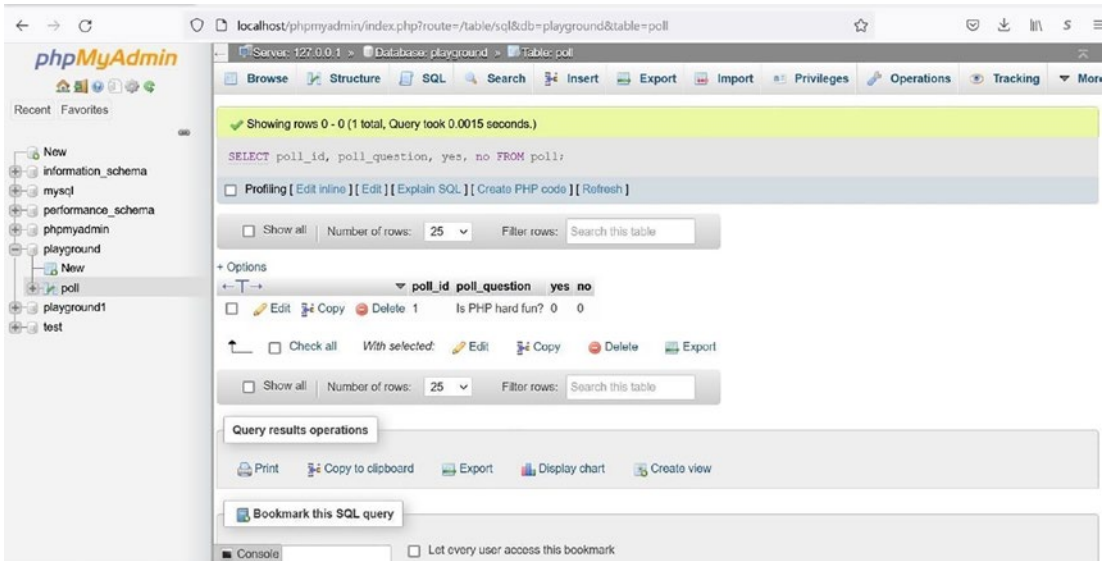 localhost/phpmyadmin/index.php?route=/table/sql&db=playground&table=poll
phpMyAdmin
Recent Favorites
New
information_schema
mysql
performance_schema
phpmyadmin
playground
New
poll
playground1
test
Server: 127.0.0.1 » Database: playground » Table: poll
Browse Structure SQL Search Insert Export Import Privileges Operations Tracking More
Showing rows 0 - 0 (1 total, Query took 0.0015 seconds.)
SELECT poll_id, poll_question, yes, no FROM poll;
Profiling [ Edit inline ] [ Edit ] [ Explain SQL ] [ Create PHP code ] [ Refresh ]
Show all Number of rows: 25 Filter rows: Search this table
+ Options
←T→ poll_id poll_question yes no
Edit Copy Delete 1 Is PHP hard fun? 0 0
Check all With selected: Edit Copy Delete Export
Show all Number of rows: 25 Filter rows: Search this table
Query results operations
Print Copy to clipboard Export Display chart Create view
Bookmark this SQL query
Console Let every user access this bookmark